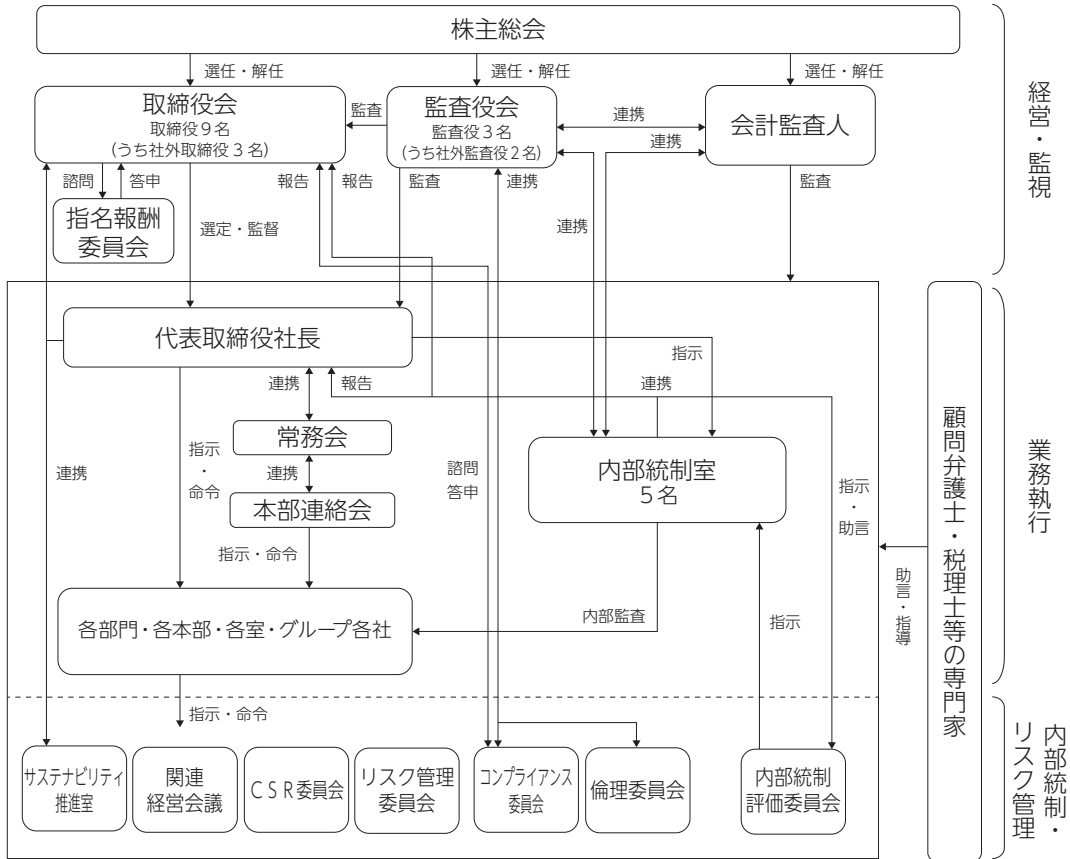 株主総会
選任・解任
選任・解任
選任・解任
取締役会
取締役9名
(うち社外取締役3名)
監査
監査役会
監査役3名
(うち社外監査役2名)
連携
連携
会計監査人
経営・監視
諮問
答申
報告
報告
監査
連携
監査
指名報酬
委員会
選定・監督
連携
代表取締役社長
指示
連携
報告
連携
常務会
指示・命令
連携
連携
諮問
答申
内部統制室
5名
本部連絡会
指示・助言
指示・命令
業務執行
顧問弁護士・税理士等の専門家
助言・指導
各部門・各本部・各室・グループ各社
内部監査
指示
指示・命令
サステナビリティ
推進室
関連
経営会議
CSR委員会
リスク管理
委員会
コンプライアンス
委員会
倫理委員会
内部統制
評価委員会
内部統制・
リスク管理